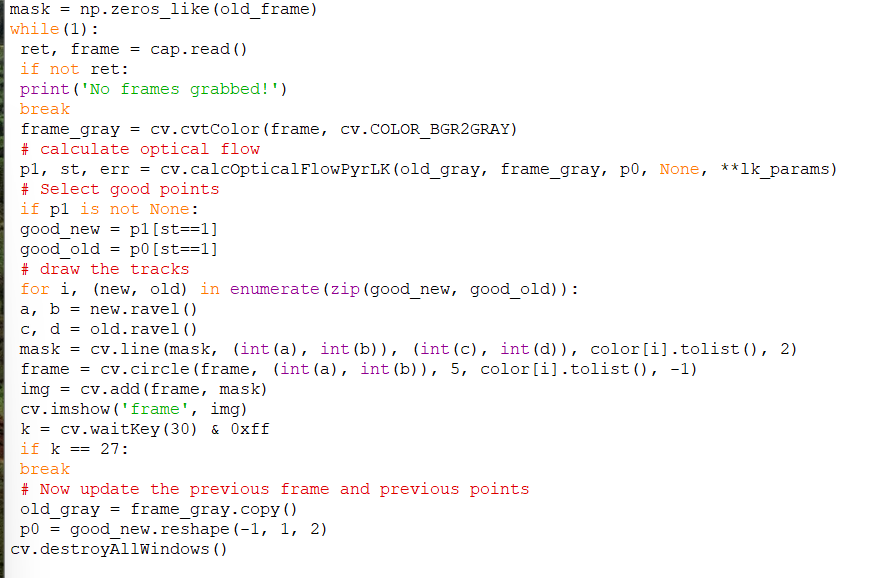 mask = np.zeros_like(old_frame)
while(1):
 ret, frame = cap.read()
 if not ret:
 print('No frames grabbed!')
 break
 frame_gray = cv.cvtColor(frame, cv.COLOR_BGR2GRAY)
 # calculate optical flow
 p1, st, err = cv.calcOpticalFlowPyrLK(old_gray, frame_gray, p0, None, **lk_params)
 # Select good points
 if p1 is not None:
 good_new = p1[st==1]
 good_old = p0[st==1]
 # draw the tracks
 for i, (new, old) in enumerate(zip(good_new, good_old)):
 a, b = new.ravel()
 c, d = old.ravel()
 mask = cv.line(mask, (int(a), int(b)), (int(c), int(d)), color[i].tolist(), 2)
 frame = cv.circle(frame, (int(a), int(b)), 5, color[i].tolist(), -1)
 img = cv.add(frame, mask)
 cv.imshow('frame', img)
 k = cv.waitKey(30) & 0xff
 if k == 27:
 break
 # Now update the previous frame and previous points
 old_gray = frame_gray.copy()
 p0 = good_new.reshape(-1, 1, 2)
cv.destroyAllWindows()